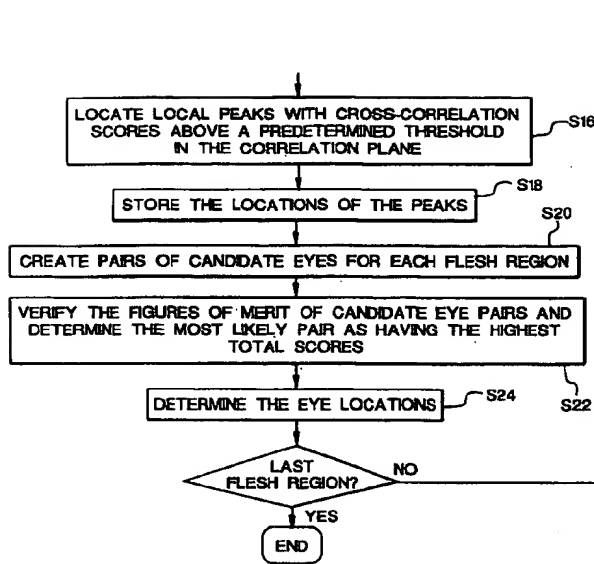 LOCATE LOCAL PEAKS WITH CROSS-CORRELATION
SCORES ABOVE A PREDETERMINED THRESHOLD
IN THE CORRELATION PLANE
S16
S18
STORE THE LOCATIONS OF THE PEAKS
S20
CREATE PAIRS OF CANDIDATE EYES FOR EACH FLESH REGION
VERIFY THE FIGURES OF MERIT OF CANDIDATE EYE PAIRS AND
DETERMINE THE MOST LIKELY PAIR AS HAVING THE HIGHEST
TOTAL SCORES
S22
DETERMINE THE EYE LOCATIONS
S24
LAST
FLESH REGION?
NO
YES
END